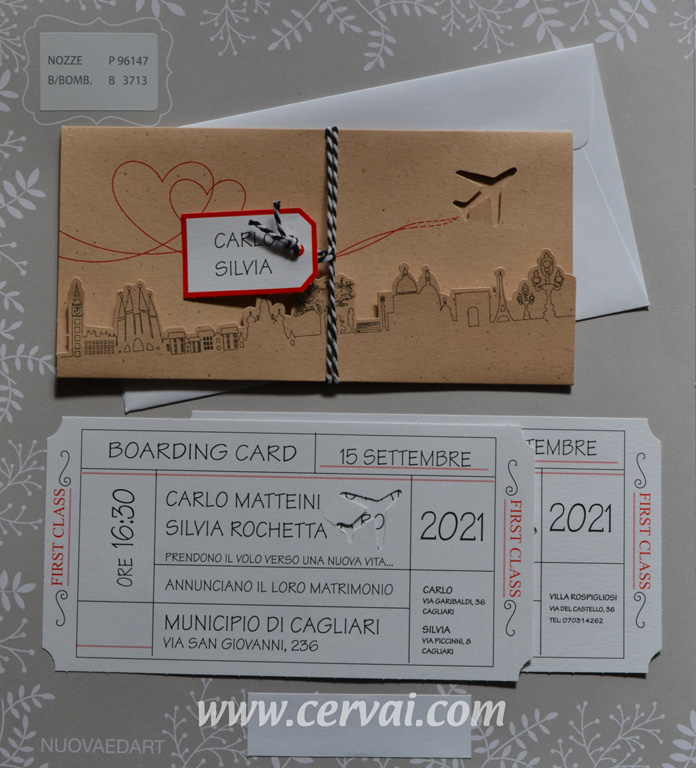 NOZZE P 96147
B/BOMB. B 3713
CARLO
SILVIA
BOARDING CARD
15 SETTEMBRE
FIRST CLASS
ORE 16:30
CARLO MATTEINI
SILVIA ROCHETTA
PRENDONO IL VOLO VERSO UNA NUOVA VITA...
ANNUNCIANO IL LORO MATRIMONIO
MUNICIPIO DI CAGLIARI
VIA SAN GIOVANNI, 236
2021
CARLO
VIA GARIBALDI, 36
CAGLIARI
SILVIA
VIA PICCINNI, 8
CAGLIARI
FIRST CLASS
TEMBRE
2021
VILLA ROSPIGLIOSI
VIA DEL CASTELLO, 36
TEL: 070314262
FIRST CLASS
www.cervai.com
NUOVAEDART